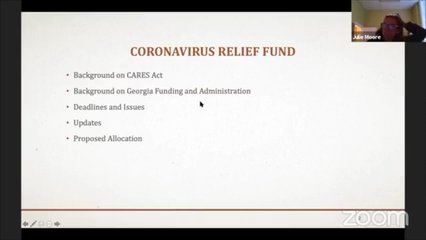 CORONAVIRUS RELIEF FUND
Background on CARES Act
Background on Georgia Funding and Administration
Deadlines and Issues
Updates
Proposed Allocation
Julie Moore
zoom